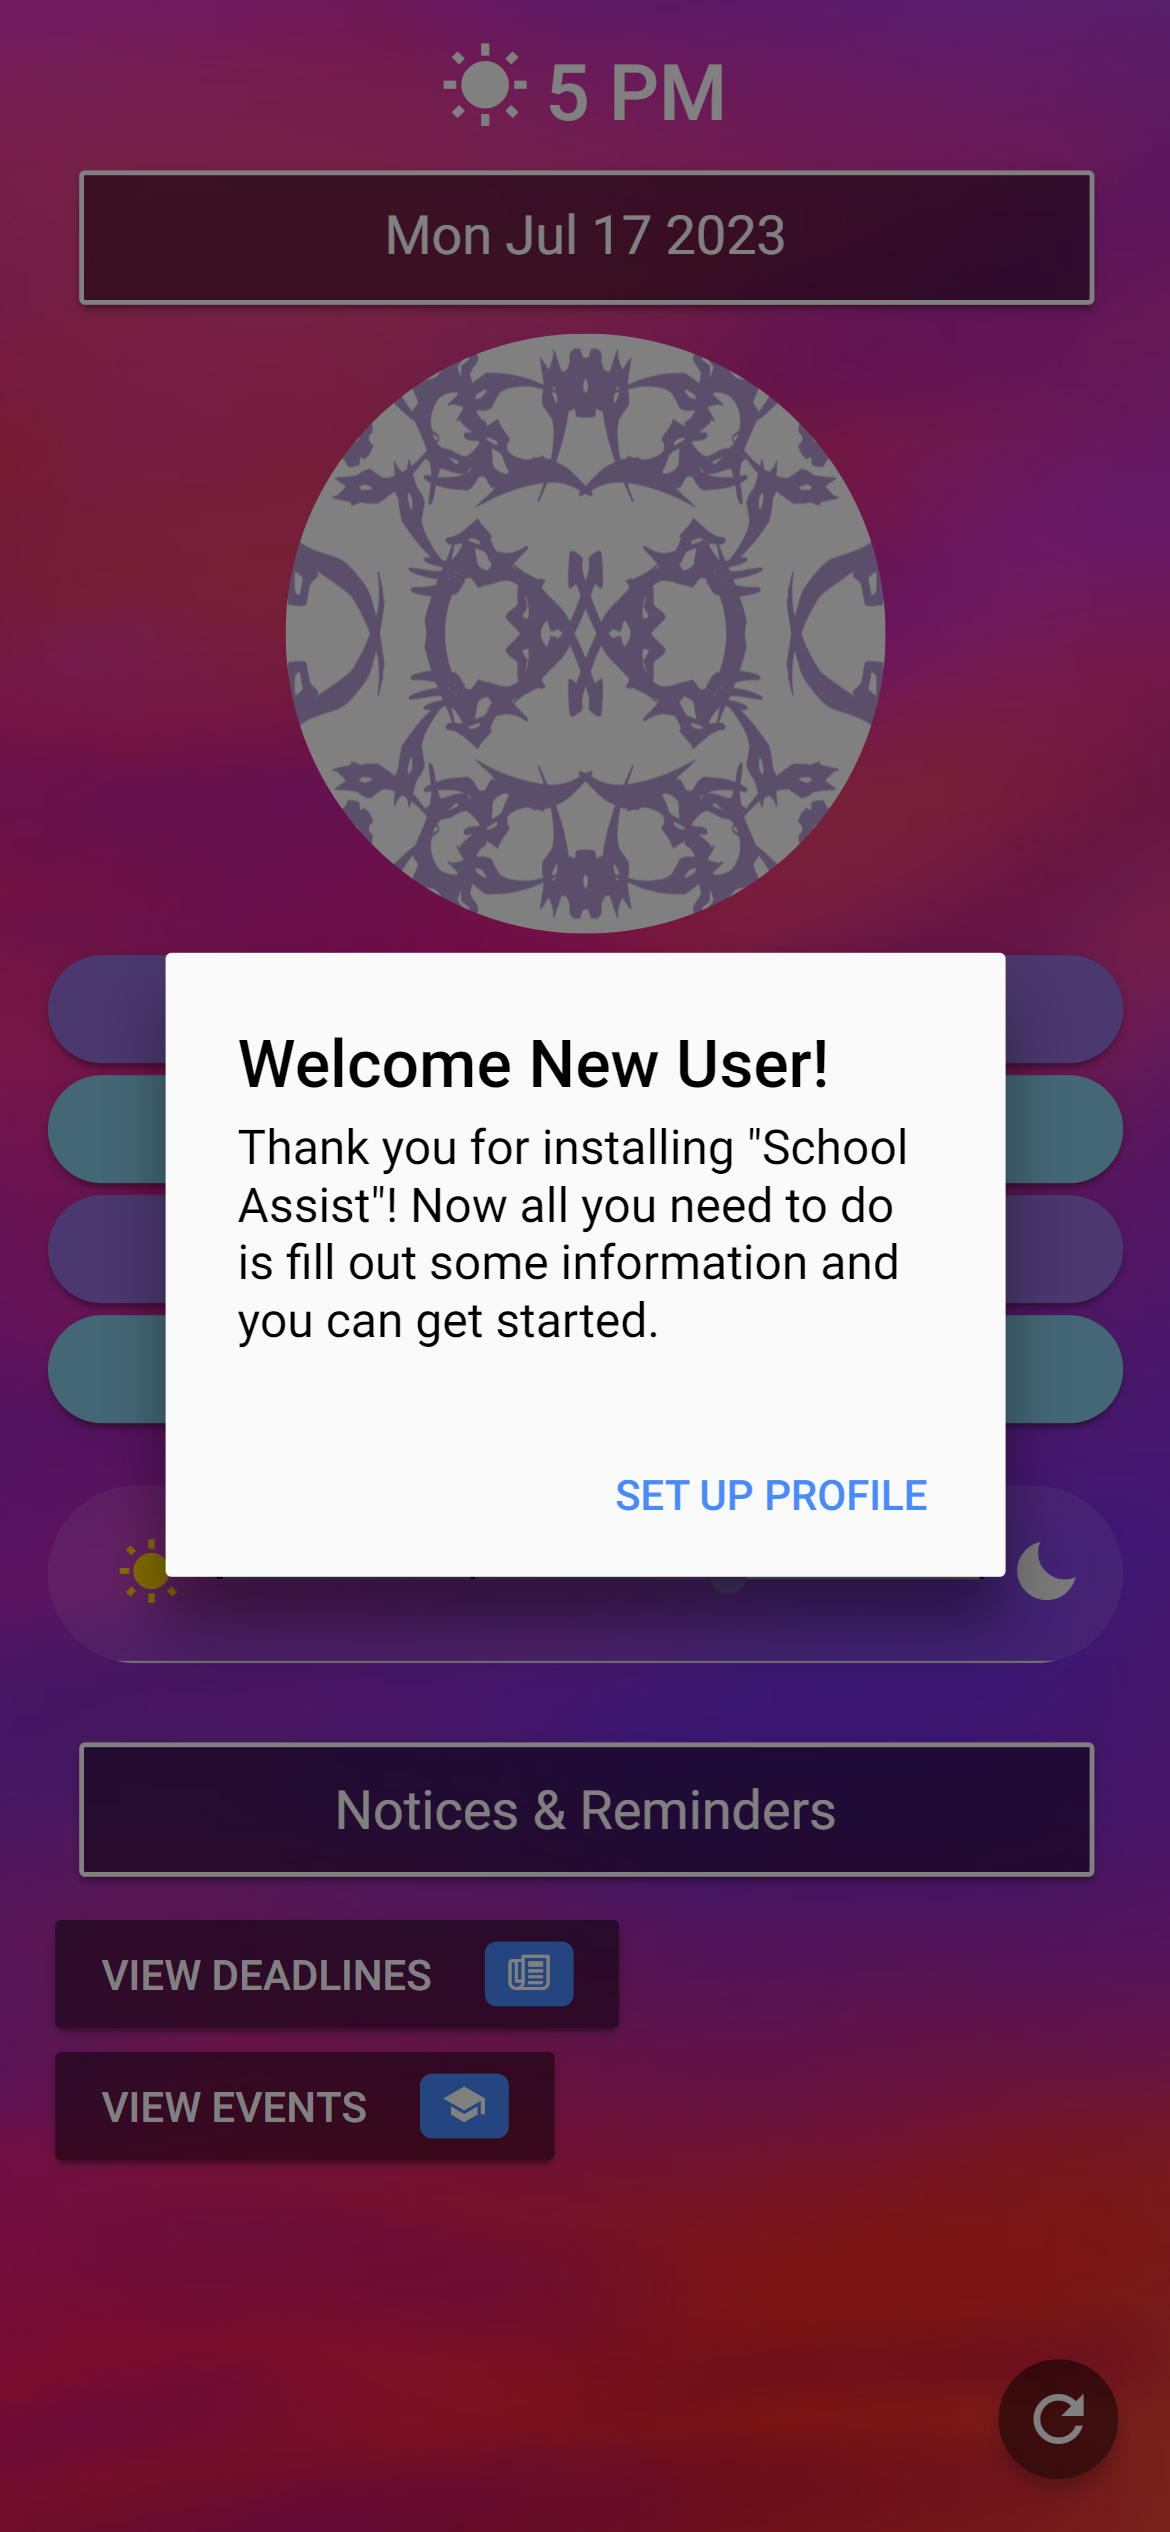 5 PM
Mon Jul 17 2023
Welcome New User!
Thank you for installing "School
Assist"! Now all you need to do
is fill out some information and
you can get started.
SET UP PROFILE
Notices & Reminders
VIEW DEADLINES
VIEW EVENTS